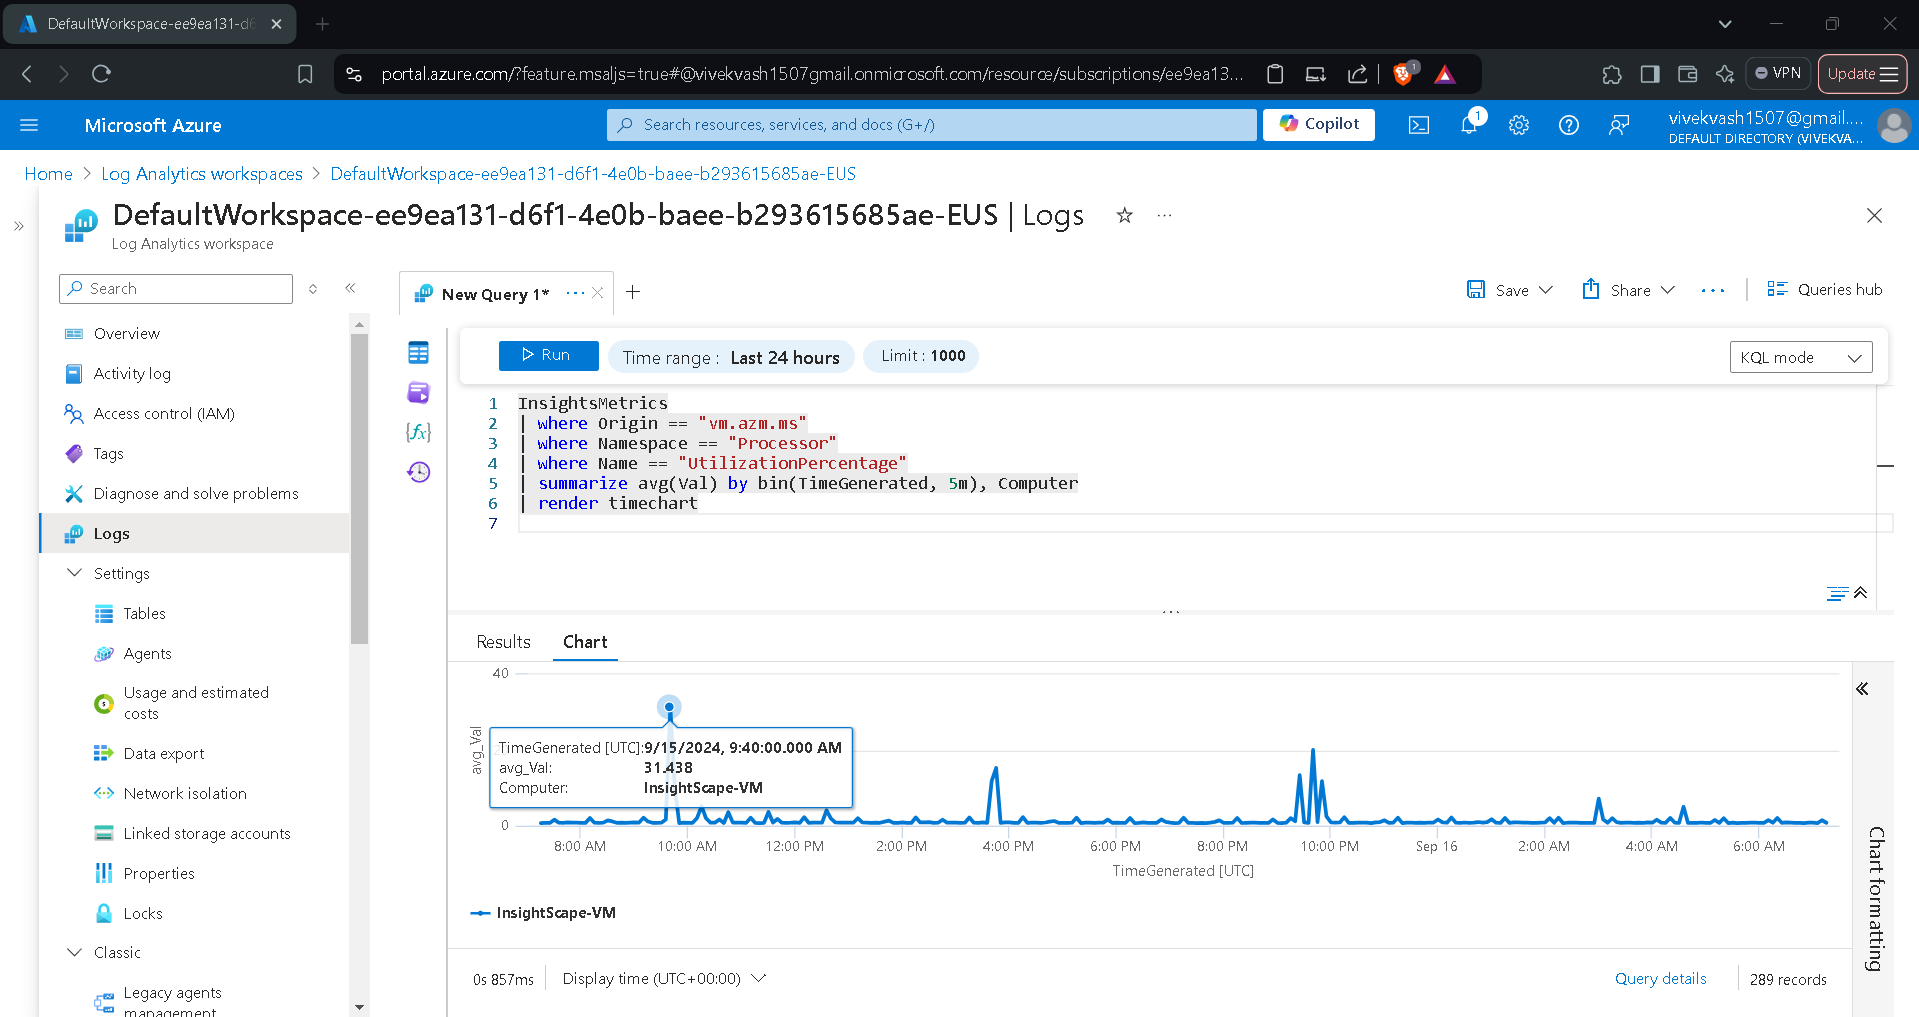 DefaultWorkspace-ee9ea131-d6
portal.azure.com/?feature.msaljs=true#@vivekvash1507gmail.onmicrosoft.com/resource/subscriptions/ee9ea13...
1
VPN
Update
Microsoft Azure
Search resources, services, and docs (G+/)
Copilot
1
vivekvash1507@gmail....
DEFAULT DIRECTORY (VIVEKVA...
Home > Log Analytics workspaces > DefaultWorkspace-ee9ea131-d6f1-4e0b-baee-b293615685ae-EUS
DefaultWorkspace-ee9ea131-d6f1-4e0b-baee-b293615685ae-EUS | Logs
Log Analytics workspace
Search
Overview
Activity log
Access control (IAM)
Tags
Diagnose and solve problems
Logs
Settings
Tables
Agents
Usage and estimated
costs
Data export
Network isolation
Linked storage accounts
Properties
Locks
Classic
Legacy agents
management
New Query 1*
Save
Share
Queries hub
Run
Time range : Last 24 hours
Limit : 1000
KQL mode
1 InsightsMetrics
2 | where Origin == "vm.azm.ms"
3 | where Namespace == "Processor"
4 | where Name == "UtilizationPercentage"
5 | summarize avg(Val) by bin(TimeGenerated, 5m), Computer
6 | render timechart
7
Results
Chart
40
avg_Val
0
TimeGenerated [UTC]: 9/15/2024, 9:40:00.000 AM
avg_Val: 31.438
Computer: InsightScape-VM
8:00 AM 10:00 AM 12:00 PM 2:00 PM 4:00 PM 6:00 PM 8:00 PM 10:00 PM Sep 16 2:00 AM 4:00 AM 6:00 AM
TimeGenerated [UTC]
InsightScape-VM
Chart formatting
0s 857ms
Display time (UTC+00:00)
Query details
289 records